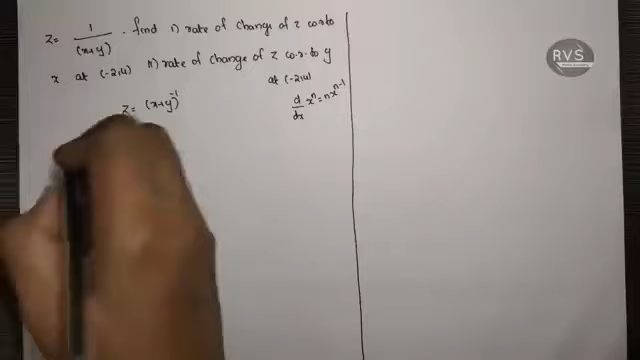 z = 1/(x+y) . find i) rate of change of z w.r.to
x at (-2,4) ii) rate of change of z w.r.to y
at (-2,4)
z = (x+y)^-1
d/dx x^n = nx^(n-1)
RVS